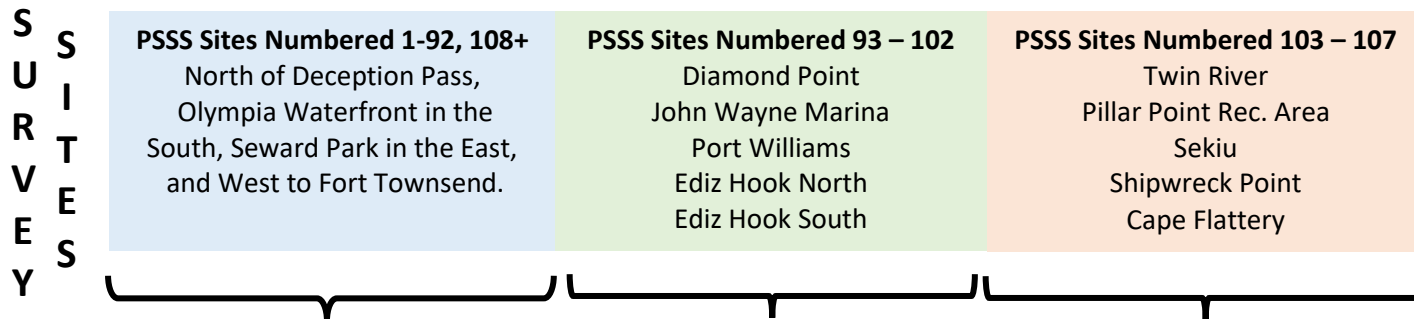 SURVEY
SITES
PSSS Sites Numbered 1-92, 108+
North of Deception Pass,
Olympia Waterfront in the
South, Seward Park in the East,
and West to Fort Townsend.
PSSS Sites Numbered 93 – 102
Diamond Point
John Wayne Marina
Port Williams
Ediz Hook North
Ediz Hook South
PSSS Sites Numbered 103 – 107
Twin River
Pillar Point Rec. Area
Sekiu
Shipwreck Point
Cape Flattery